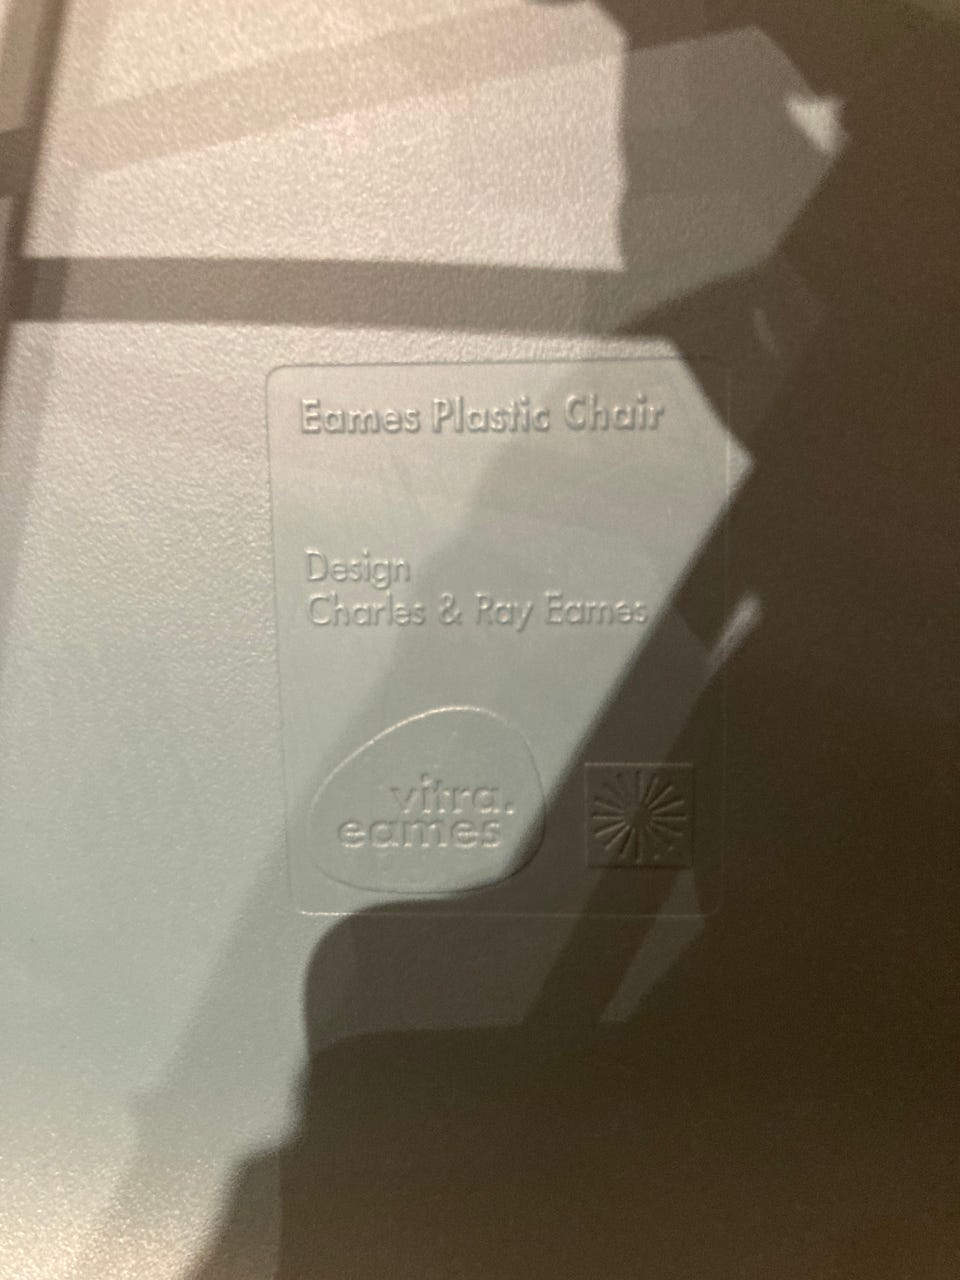 Eames Plastic Chair
Design
Charles & Ray Eames
vitra.
eames